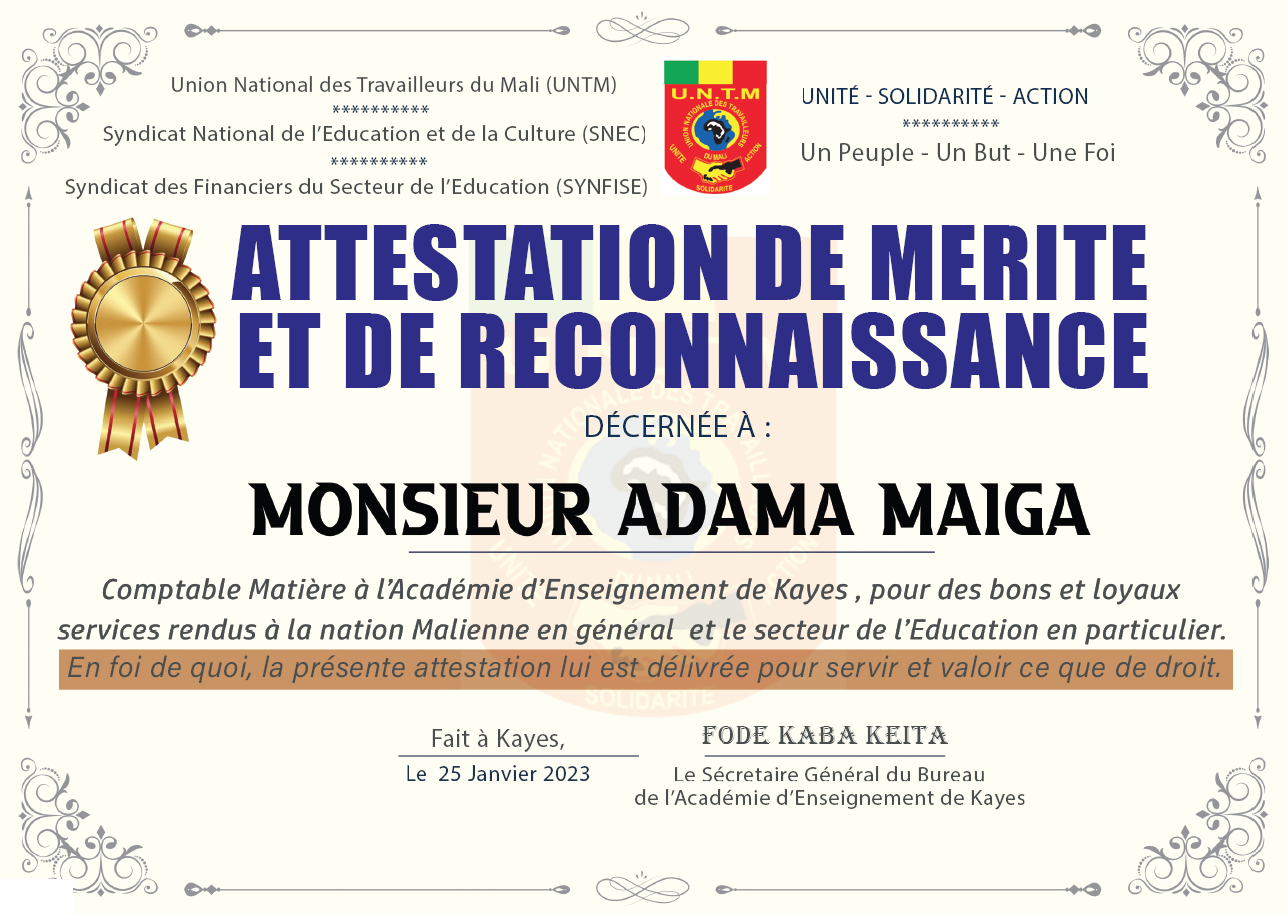 Union National des Travailleurs du Mali (UNTM)
**********
Syndicat National de l'Education et de la Culture (SNEC)
**********
Syndicat des Financiers du Secteur de l'Education (SYNFISE)
U.N.T.M
UNION NATIONALE DES TRAVAILLEURS
DU MALI
UNITÉ
ACTION
SOLIDARITE
UNITÉ - SOLIDARITÉ - ACTION
**********
Un Peuple - Un But - Une Foi
ATTESTATION DE MERITE
ET DE RECONNAISSANCE
DÉCERNÉE À :
MONSIEUR ADAMA MAIGA
Comptable Matière à l'Académie d'Enseignement de Kayes , pour des bons et loyaux
services rendus à la nation Malienne en général et le secteur de l'Education en particulier.
En foi de quoi, la présente attestation lui est délivrée pour servir et valoir ce que de droit.
SOLIDARITÉ
Fait à Kayes,
Le 25 Janvier 2023
FODE KABA KEITA
Le Sécretaire Général du Bureau
de l'Académie d'Enseignement de Kayes